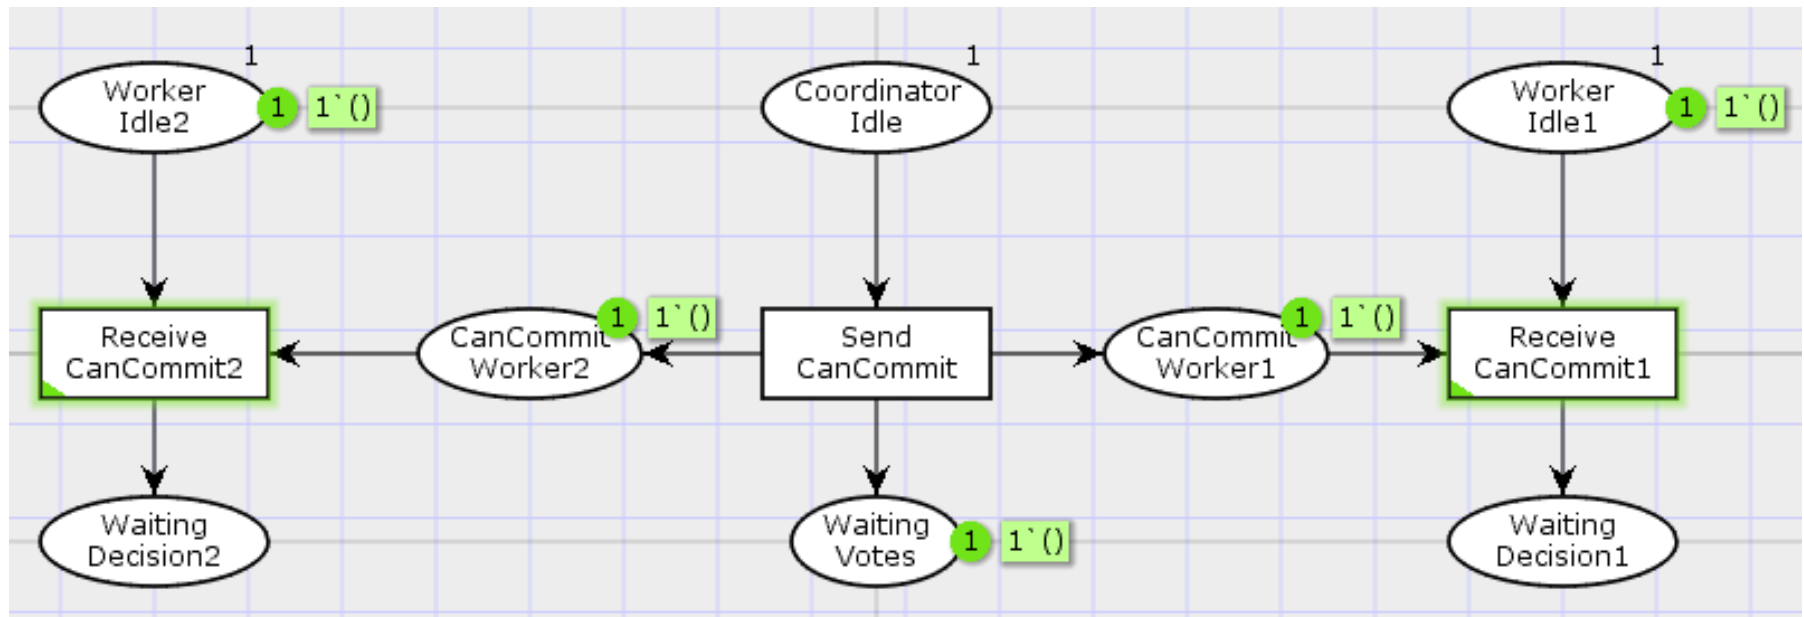 1
1
1
Worker
Idle2
1
1`()
Coordinator
Idle
Worker
Idle1
1
1`()
Receive
CanCommit2
CanCommit
Worker2
1
1`()
Send
CanCommit
CanCommit
Worker1
1
1`()
Receive
CanCommit1
Waiting
Decision2
Waiting
Votes
1
1`()
Waiting
Decision1